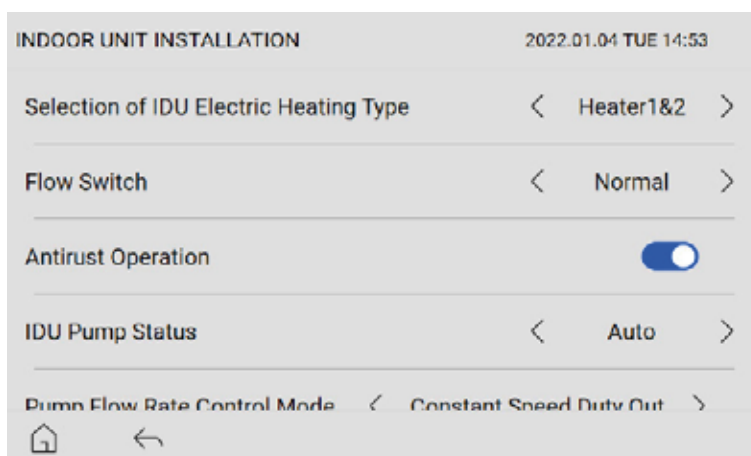 INDOOR UNIT INSTALLATION 2022.01.04 TUE 14:53
Selection of IDU Electric Heating Type < Heater1&2 >
Flow Switch < Normal >
Antirust Operation
IDU Pump Status < Auto >
Pump Flow Rate Control Mode < Constant Speed Duty Out >